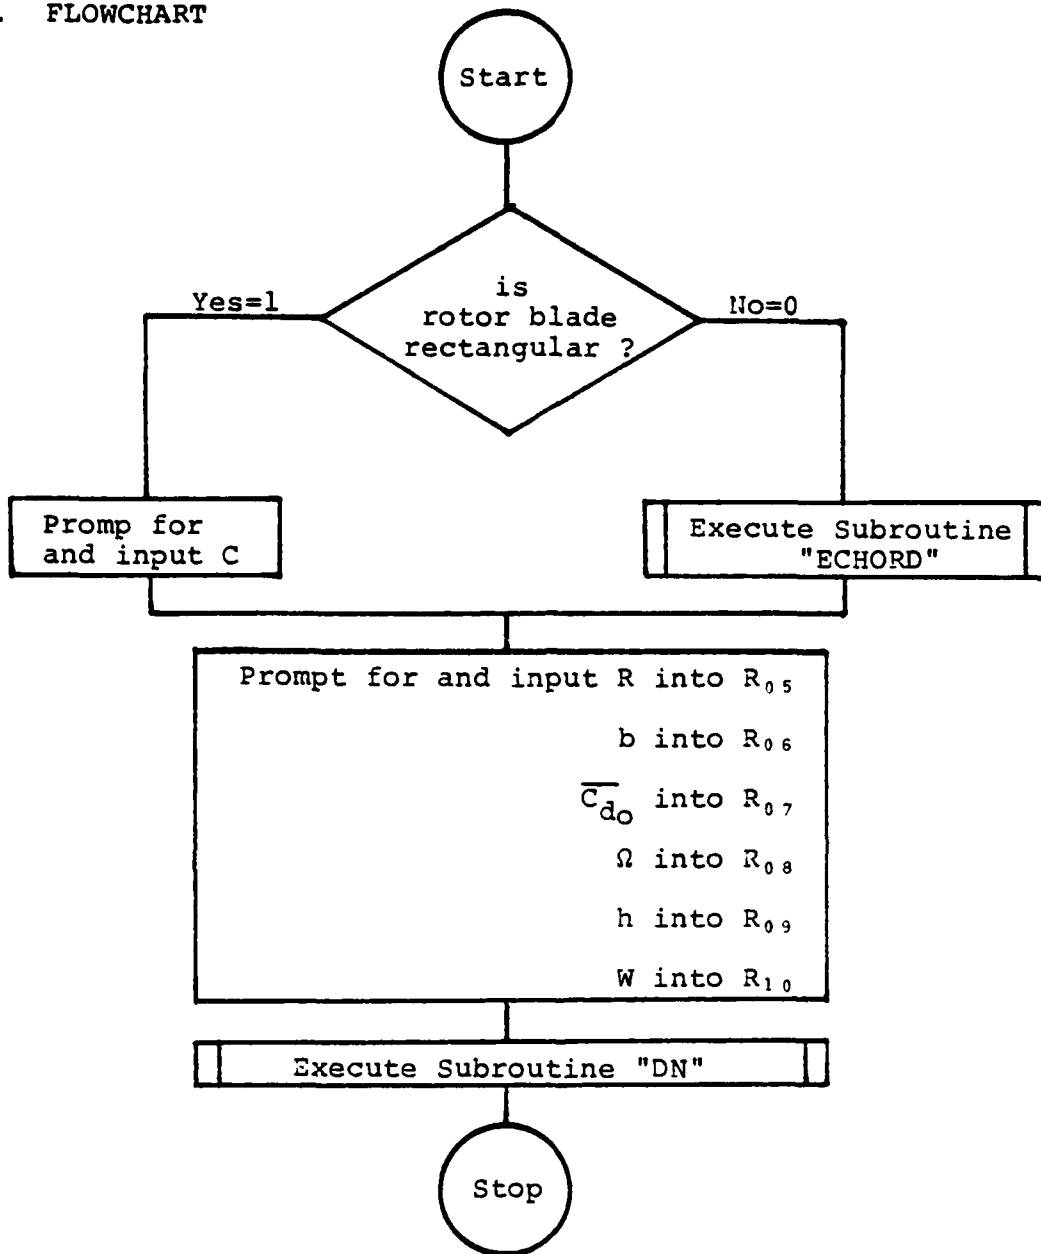 . FLOWCHART
Start
is
rotor blade
rectangular ?
Yes=1
No=0
Promp for
and input C
Execute Subroutine
"ECHORD"
Prompt for and input R into R₀₅
b into R₀₆
C̅d̅ₒ into R₀₇
Ω into R₀₈
h into R₀₉
W into R₁₀
Execute Subroutine "DN"
Stop